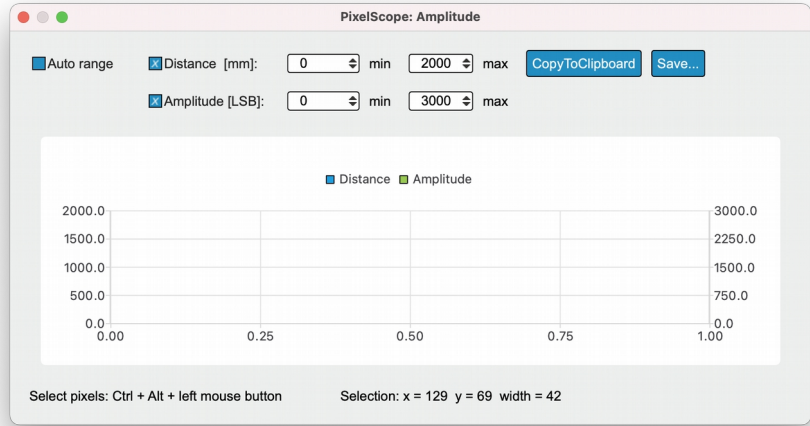 PixelScope: Amplitude
Auto range X Distance [mm]: 0 min 2000 max CopyToClipboard Save...
X Amplitude [LSB]: 0 min 3000 max
Distance Amplitude
2000.0 3000.0
1500.0 2250.0
1000.0 1500.0
500.0 750.0
0.0 0.0
0.00 0.25 0.50 0.75 1.00
Select pixels: Ctrl + Alt + left mouse button Selection: x = 129 y = 69 width = 42